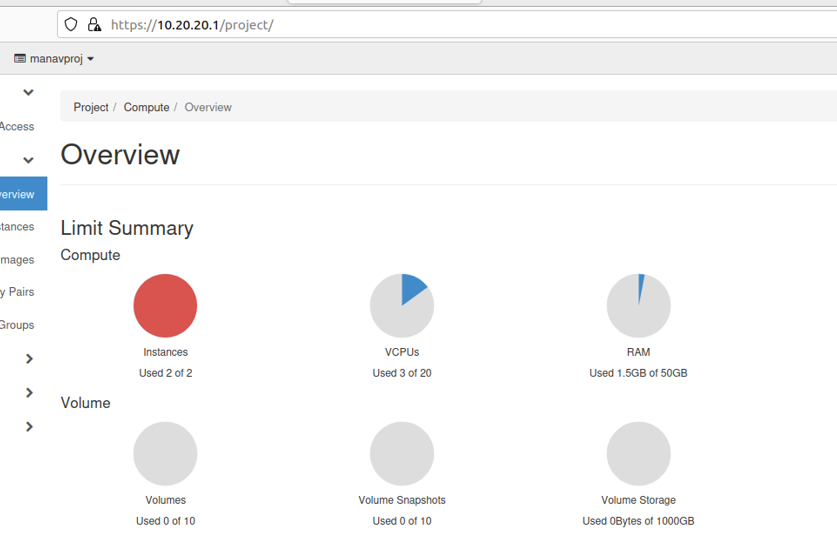 https://10.20.20.1/project/
manavproj
Project / Compute / Overview
Access
Overview
verview
stances
mages
y Pairs
Groups
Limit Summary
Compute
Instances
Used 2 of 2
VCPUs
Used 3 of 20
RAM
Used 1.5GB of 50GB
Volume
Volumes
Used 0 of 10
Volume Snapshots
Used 0 of 10
Volume Storage
Used 0Bytes of 1000GB